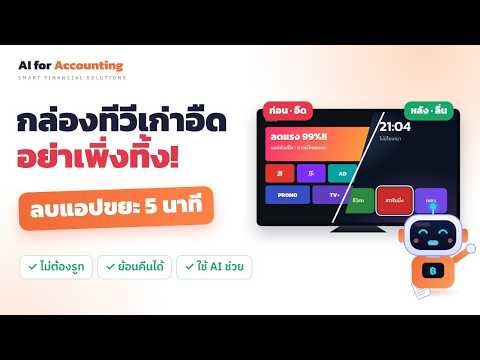 AI for Accounting
SMART FINANCIAL SOLUTIONS
กล่องทีวีเก่าอืด
อย่าเพิ่งทิ้ง!
ลบแอปขยะ 5 นาที
✓ ไม่ต้องรูท
✓ ย้อนคืนได้
✓ ใช้ AI ช่วย
ก่อน · อืด
หลัง · ลื่น
ลดแรง 99%!!
21:04
AD
PROMO
TV+